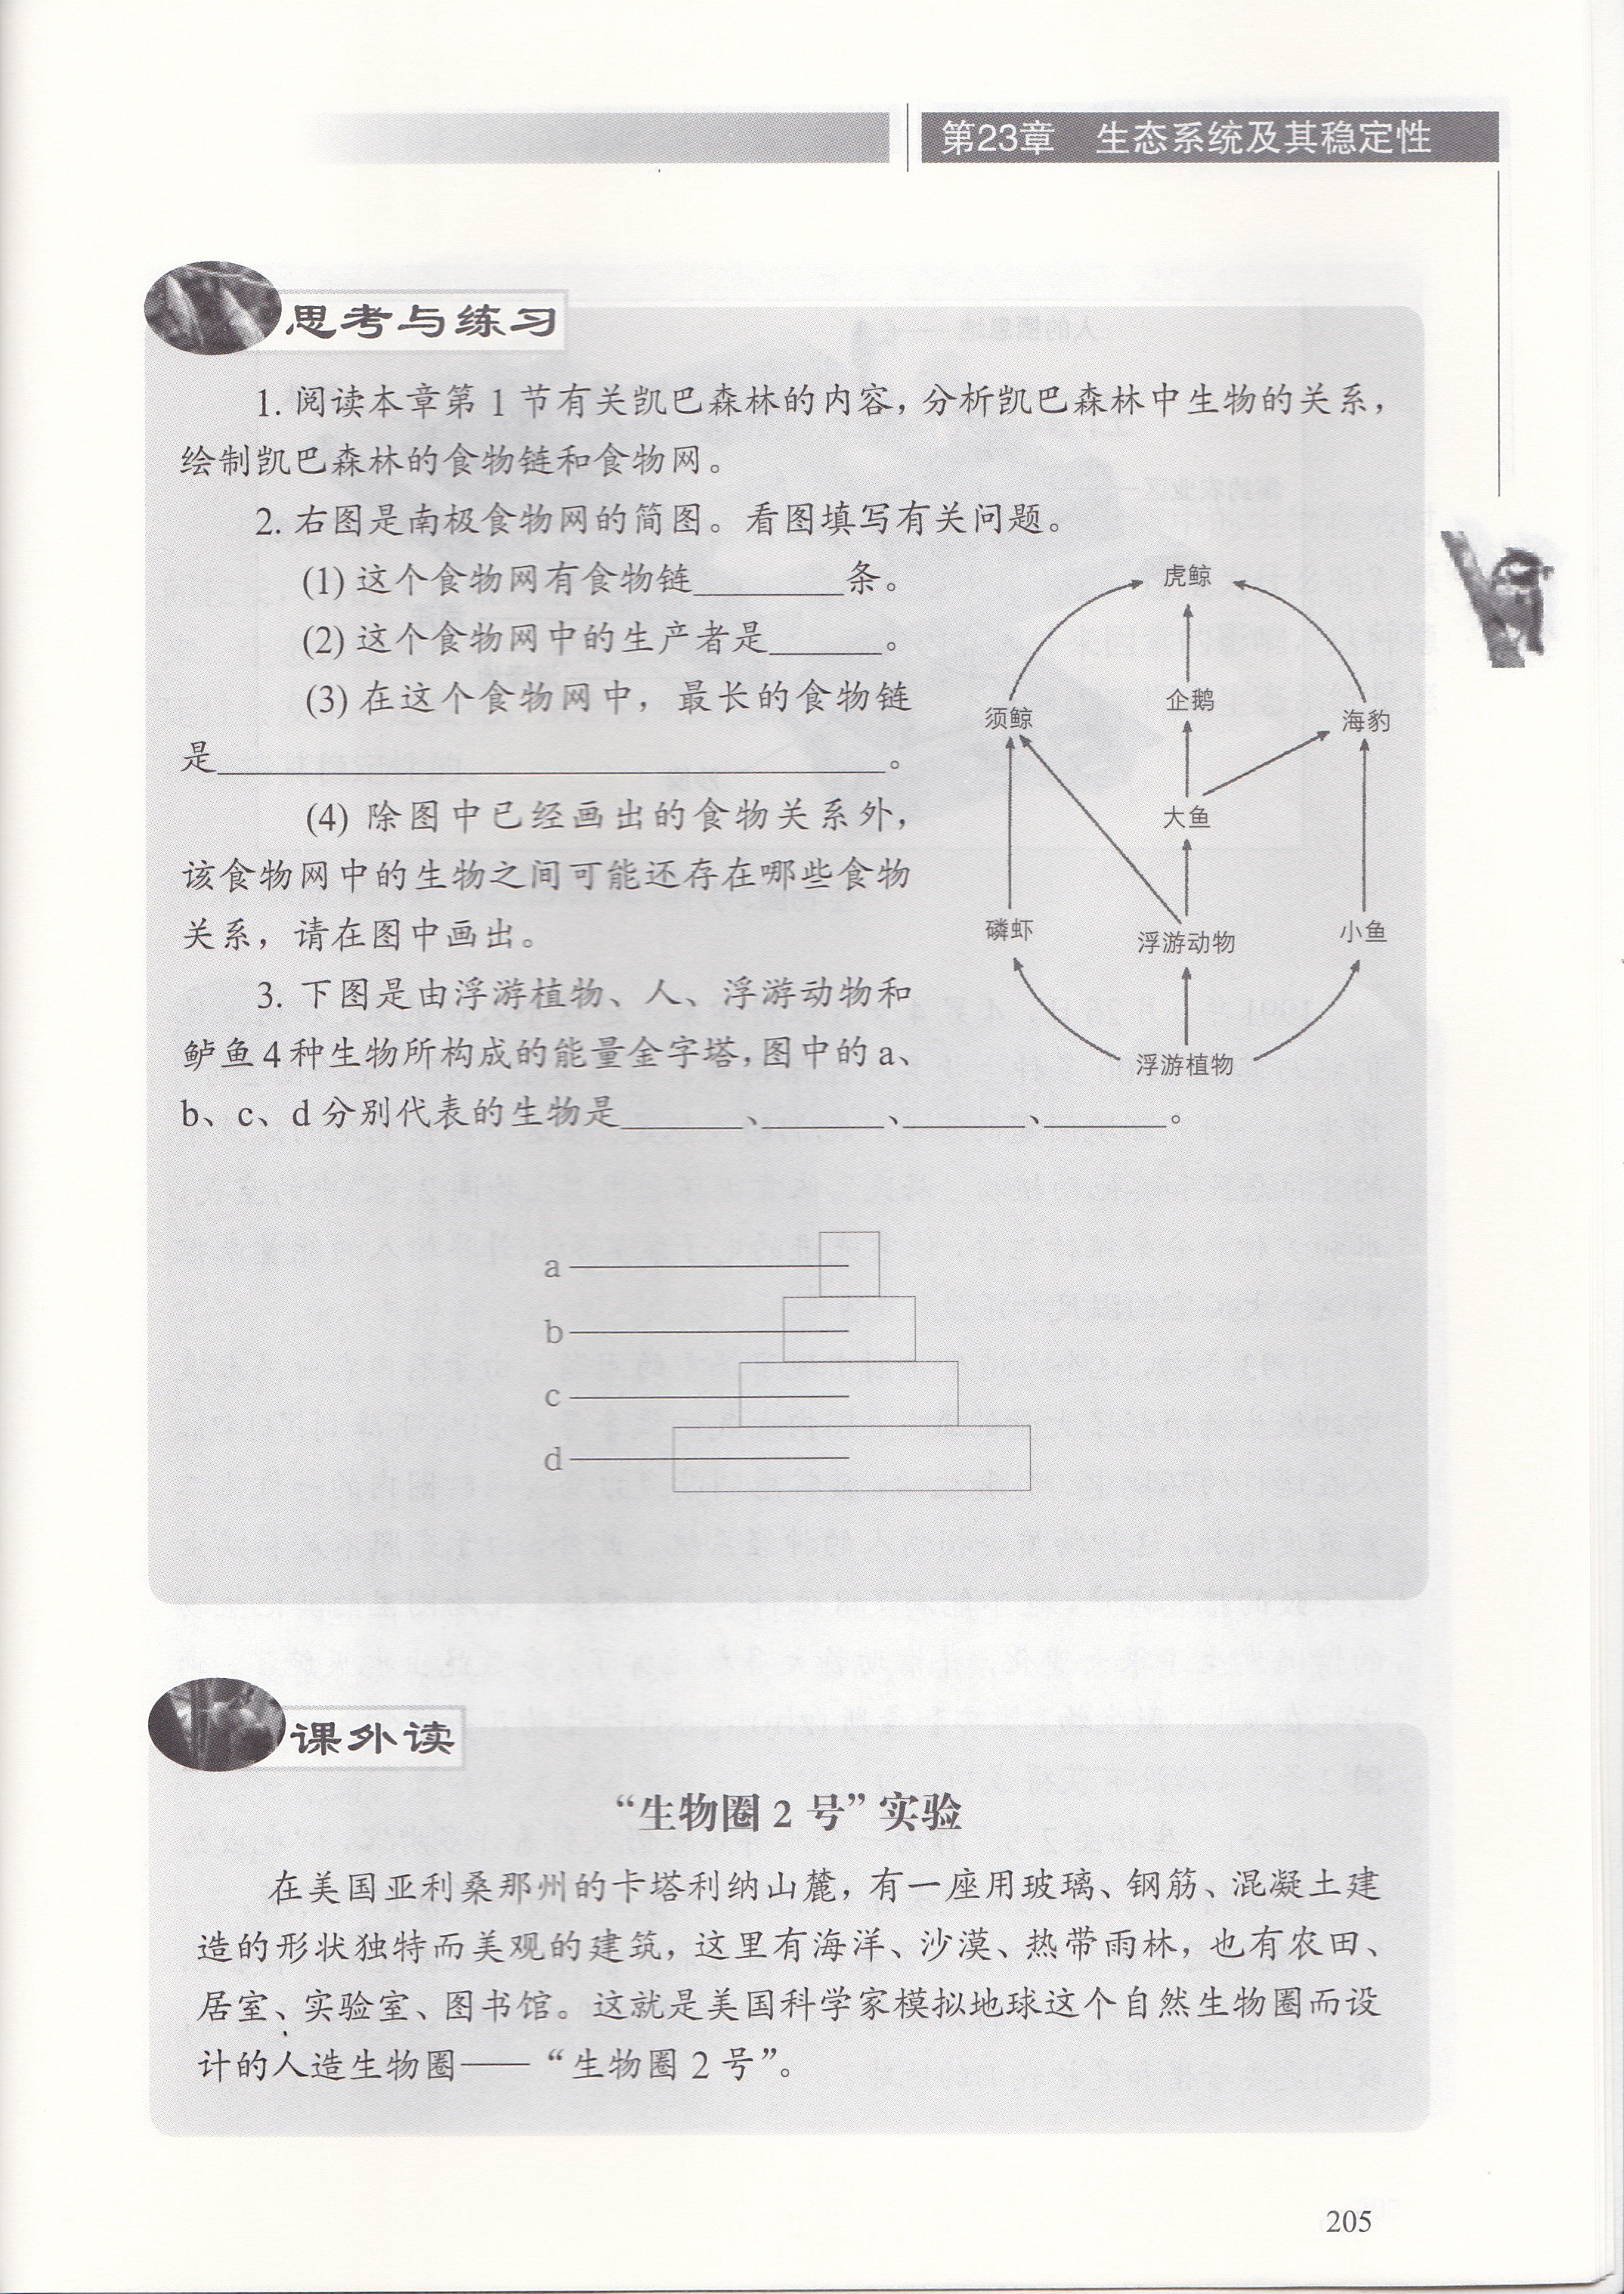 第23章 生态系统及其稳定性
思考与练习
1. 阅读本章第 1 节有关凯巴森林的内容，分析凯巴森林中生物的关系，
绘制凯巴森林的食物链和食物网。
2. 右图是南极食物网的简图。看图填写有关问题。
(1) 这个食物网有食物链________条。
(2) 这个食物网中的生产者是______。
(3) 在这个食物网中，最长的食物链
是____________________________________。
(4) 除图中已经画出的食物关系外，
该食物网中的生物之间可能还存在哪些食物
关系，请在图中画出。
虎鲸
须鲸
企鹅
海豹
大鱼
磷虾
浮游动物
小鱼
浮游植物
3. 下图是由浮游植物、人、浮游动物和
鲈鱼4种生物所构成的能量金字塔，图中的 a、
b、c、d 分别代表的生物是______、______、______、______。
a
b
c
d
课外读
“生物圈 2 号”实验
在美国亚利桑那州的卡塔利纳山麓，有一座用玻璃、钢筋、混凝土建
造的形状独特而美观的建筑，这里有海洋、沙漠、热带雨林，也有农田、
居室、实验室、图书馆。这就是美国科学家模拟地球这个自然生物圈而设
计的人造生物圈——“生物圈 2 号”。
205